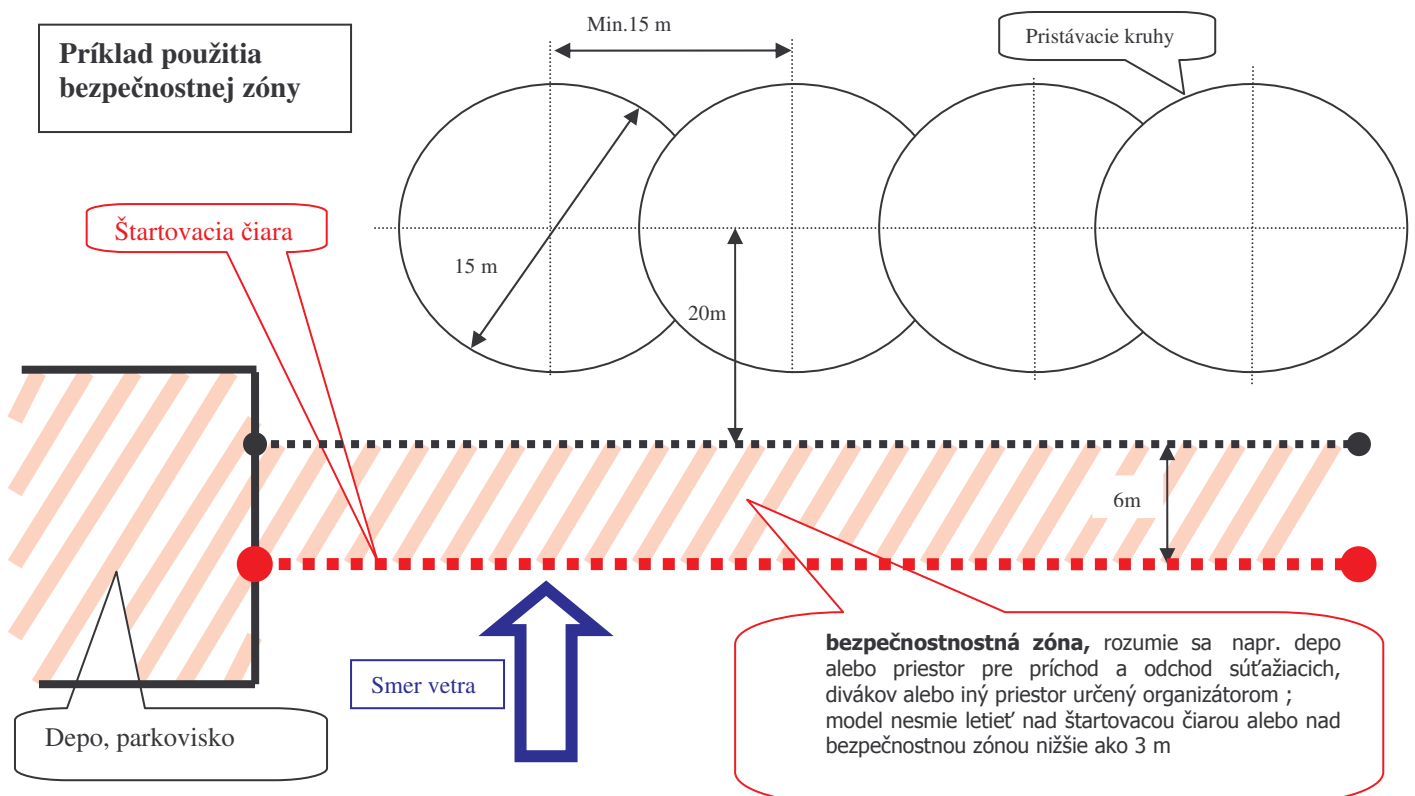 Príklad použitia
bezpečnostnej zóny
Min.15 m
Pristávacie kruhy
Štartovacia čiara
15 m
20m
6m
Smer vetra
Depo, parkovisko
bezpečnostnostná zóna, rozumie sa napr. depo
alebo priestor pre príchod a odchod súťažiacich,
divákov alebo iný priestor určený organizátorom ;
model nesmie letieť nad štartovacou čiarou alebo nad
bezpečnostnou zónou nižšie ako 3 m